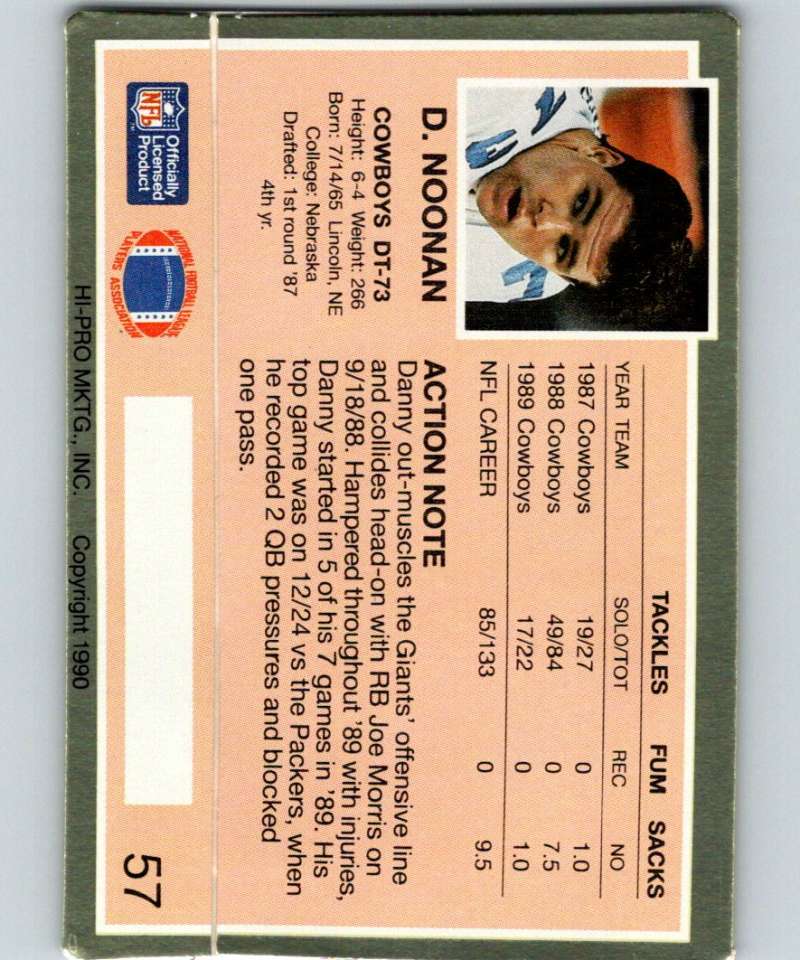 TACKLES FUM SACKS
YEAR TEAM SOLO/TOT REC NO
1987 Cowboys 19/27 0 1.0
1988 Cowboys 49/84 0 7.5
1989 Cowboys 17/22 0 1.0
NFL CAREER 85/133 0 9.5
D. NOONAN
COWBOYS DT-73
Height: 6-4 Weight: 266
Born: 7/14/65 Lincoln, NE
College: Nebraska
Drafted: 1st round '87
4th yr.
ACTION NOTE
Danny out-muscles the Giants' offensive line
and collides head-on with RB Joe Morris on
9/18/88. Hampered throughout '89 with injuries,
Danny started in 5 of his 7 games in '89. His
top game was on 12/24 vs the Packers, when
he recorded 2 QB pressures and blocked
one pass.
NFL
Officially
Licensed
Product
NATIONAL FOOTBALL LEAGUE
PLAYERS ASSOCIATION
57
HI-PRO MKTG., INC. Copyright 1990